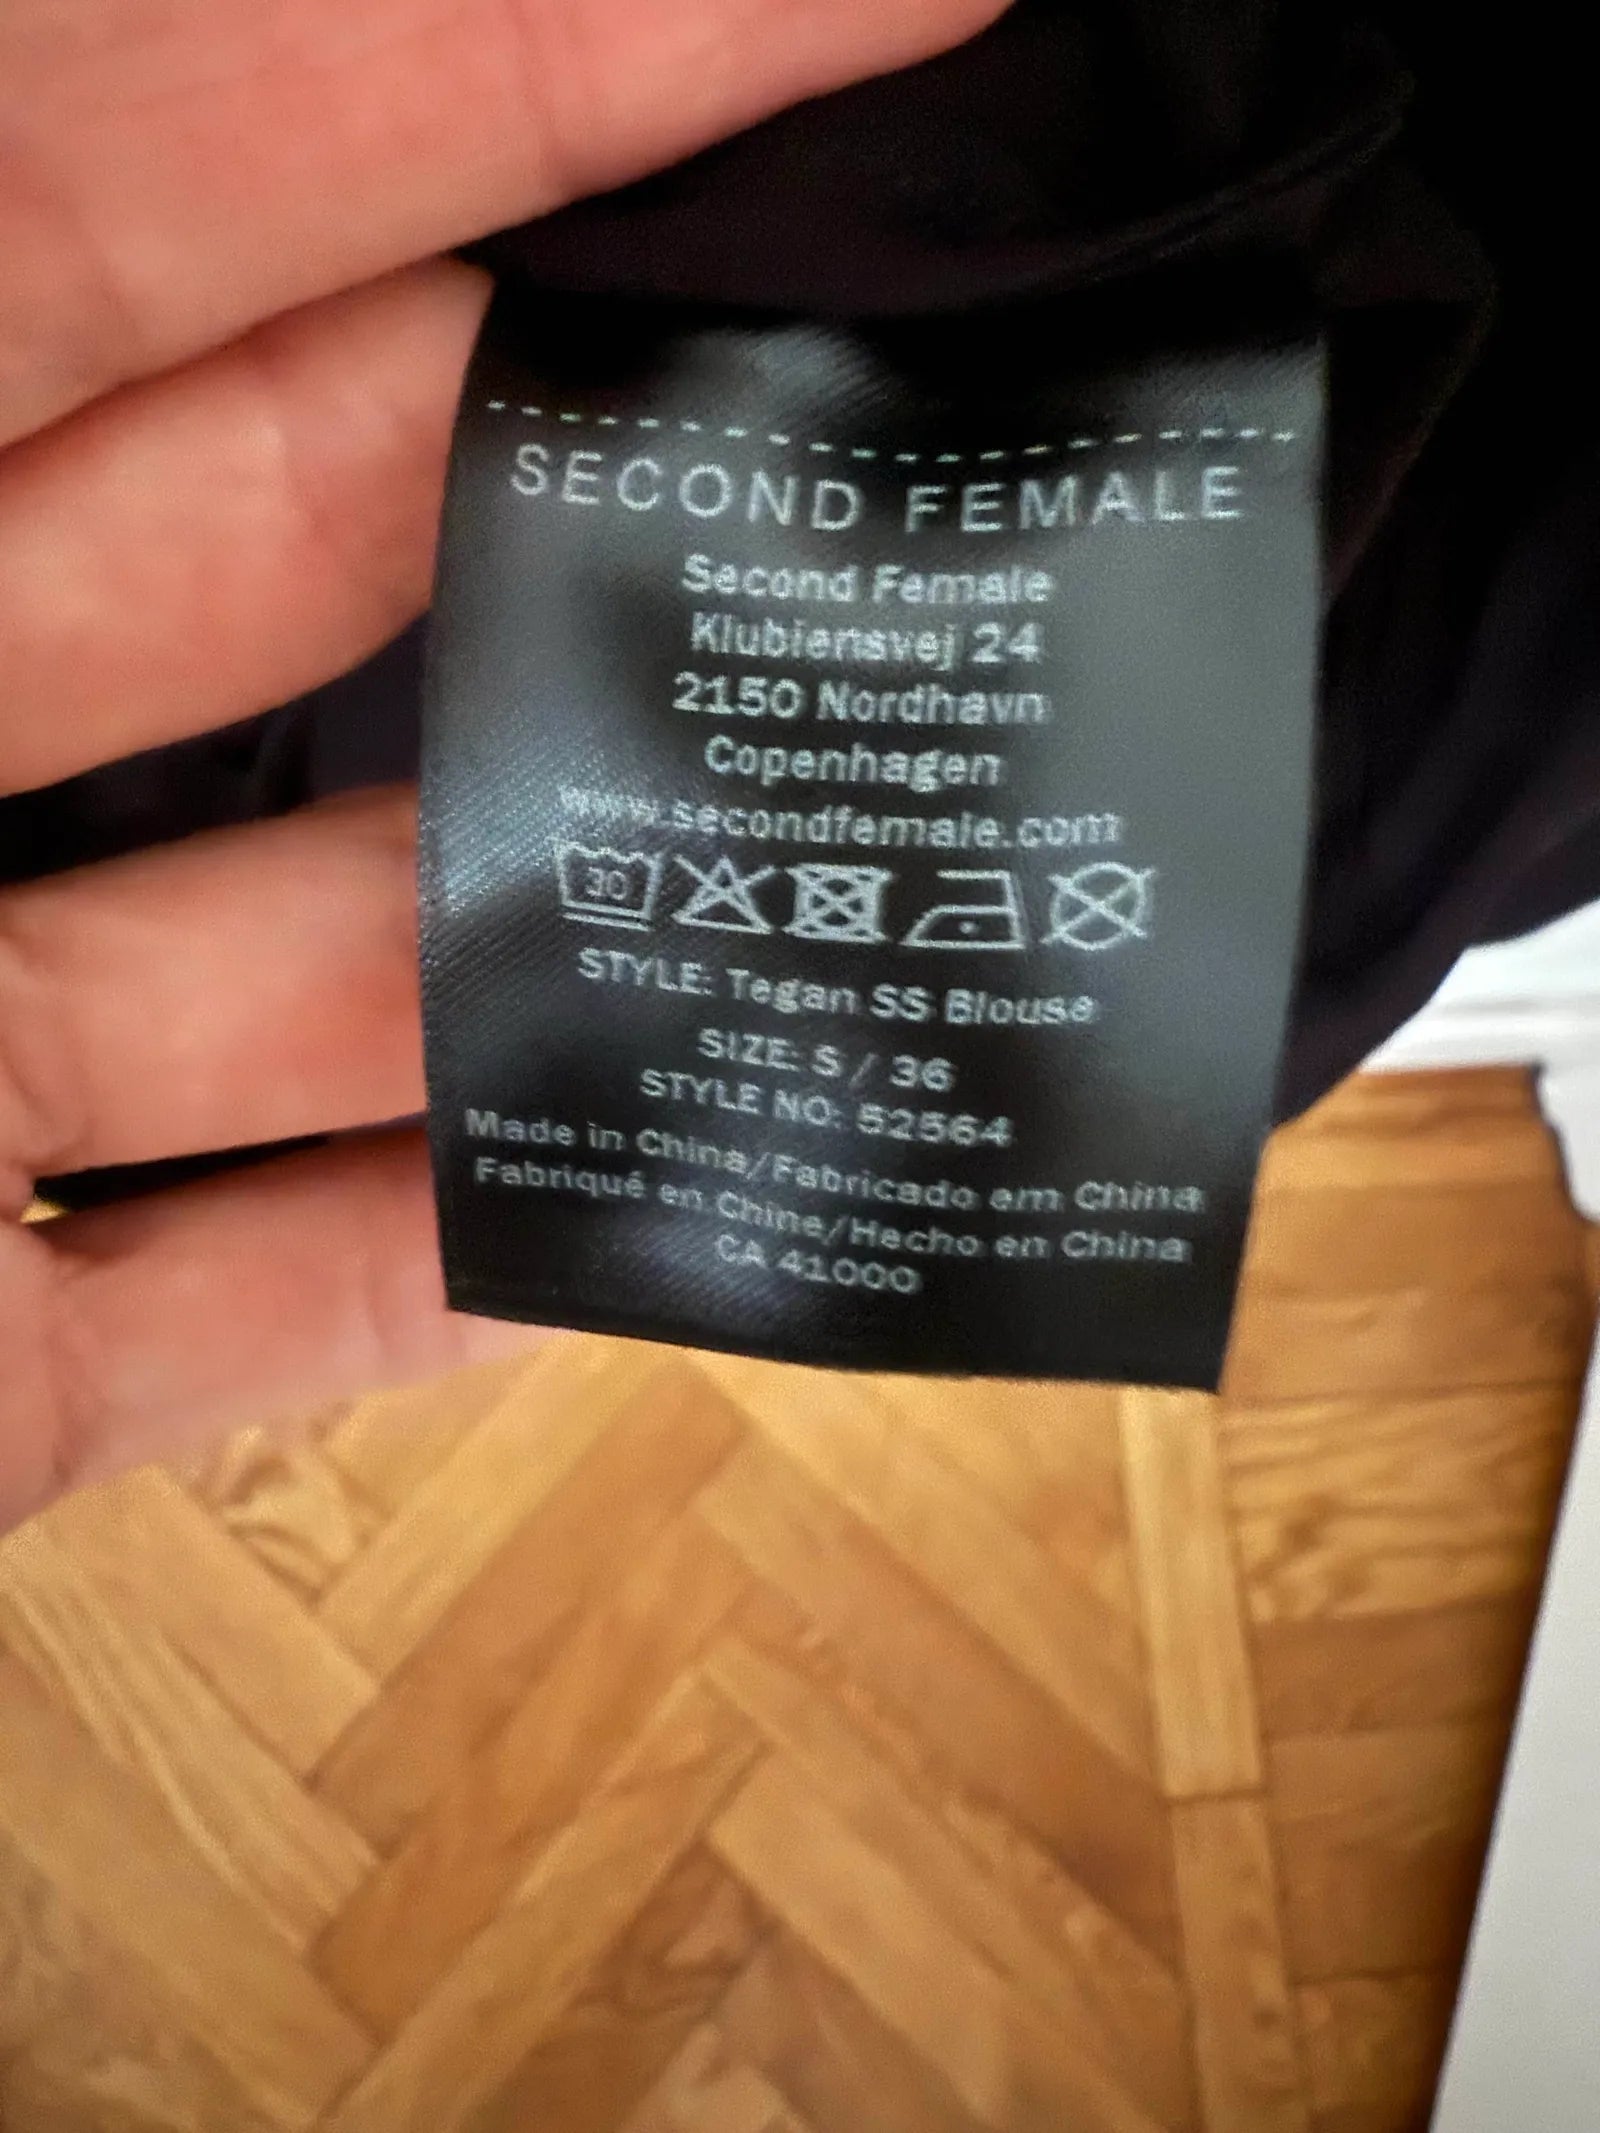 SECOND FEMALE
Second Female
Klubiensvej 24
2150 Nordhavn
Copenhagen
www.secondfemale.com
30
STYLE: Tegan SS Blouse
SIZE: S / 36
STYLE NO: 52564
Made in China/Fabricado em China
Fabriqué en Chine/Hecho en China
CA 41000